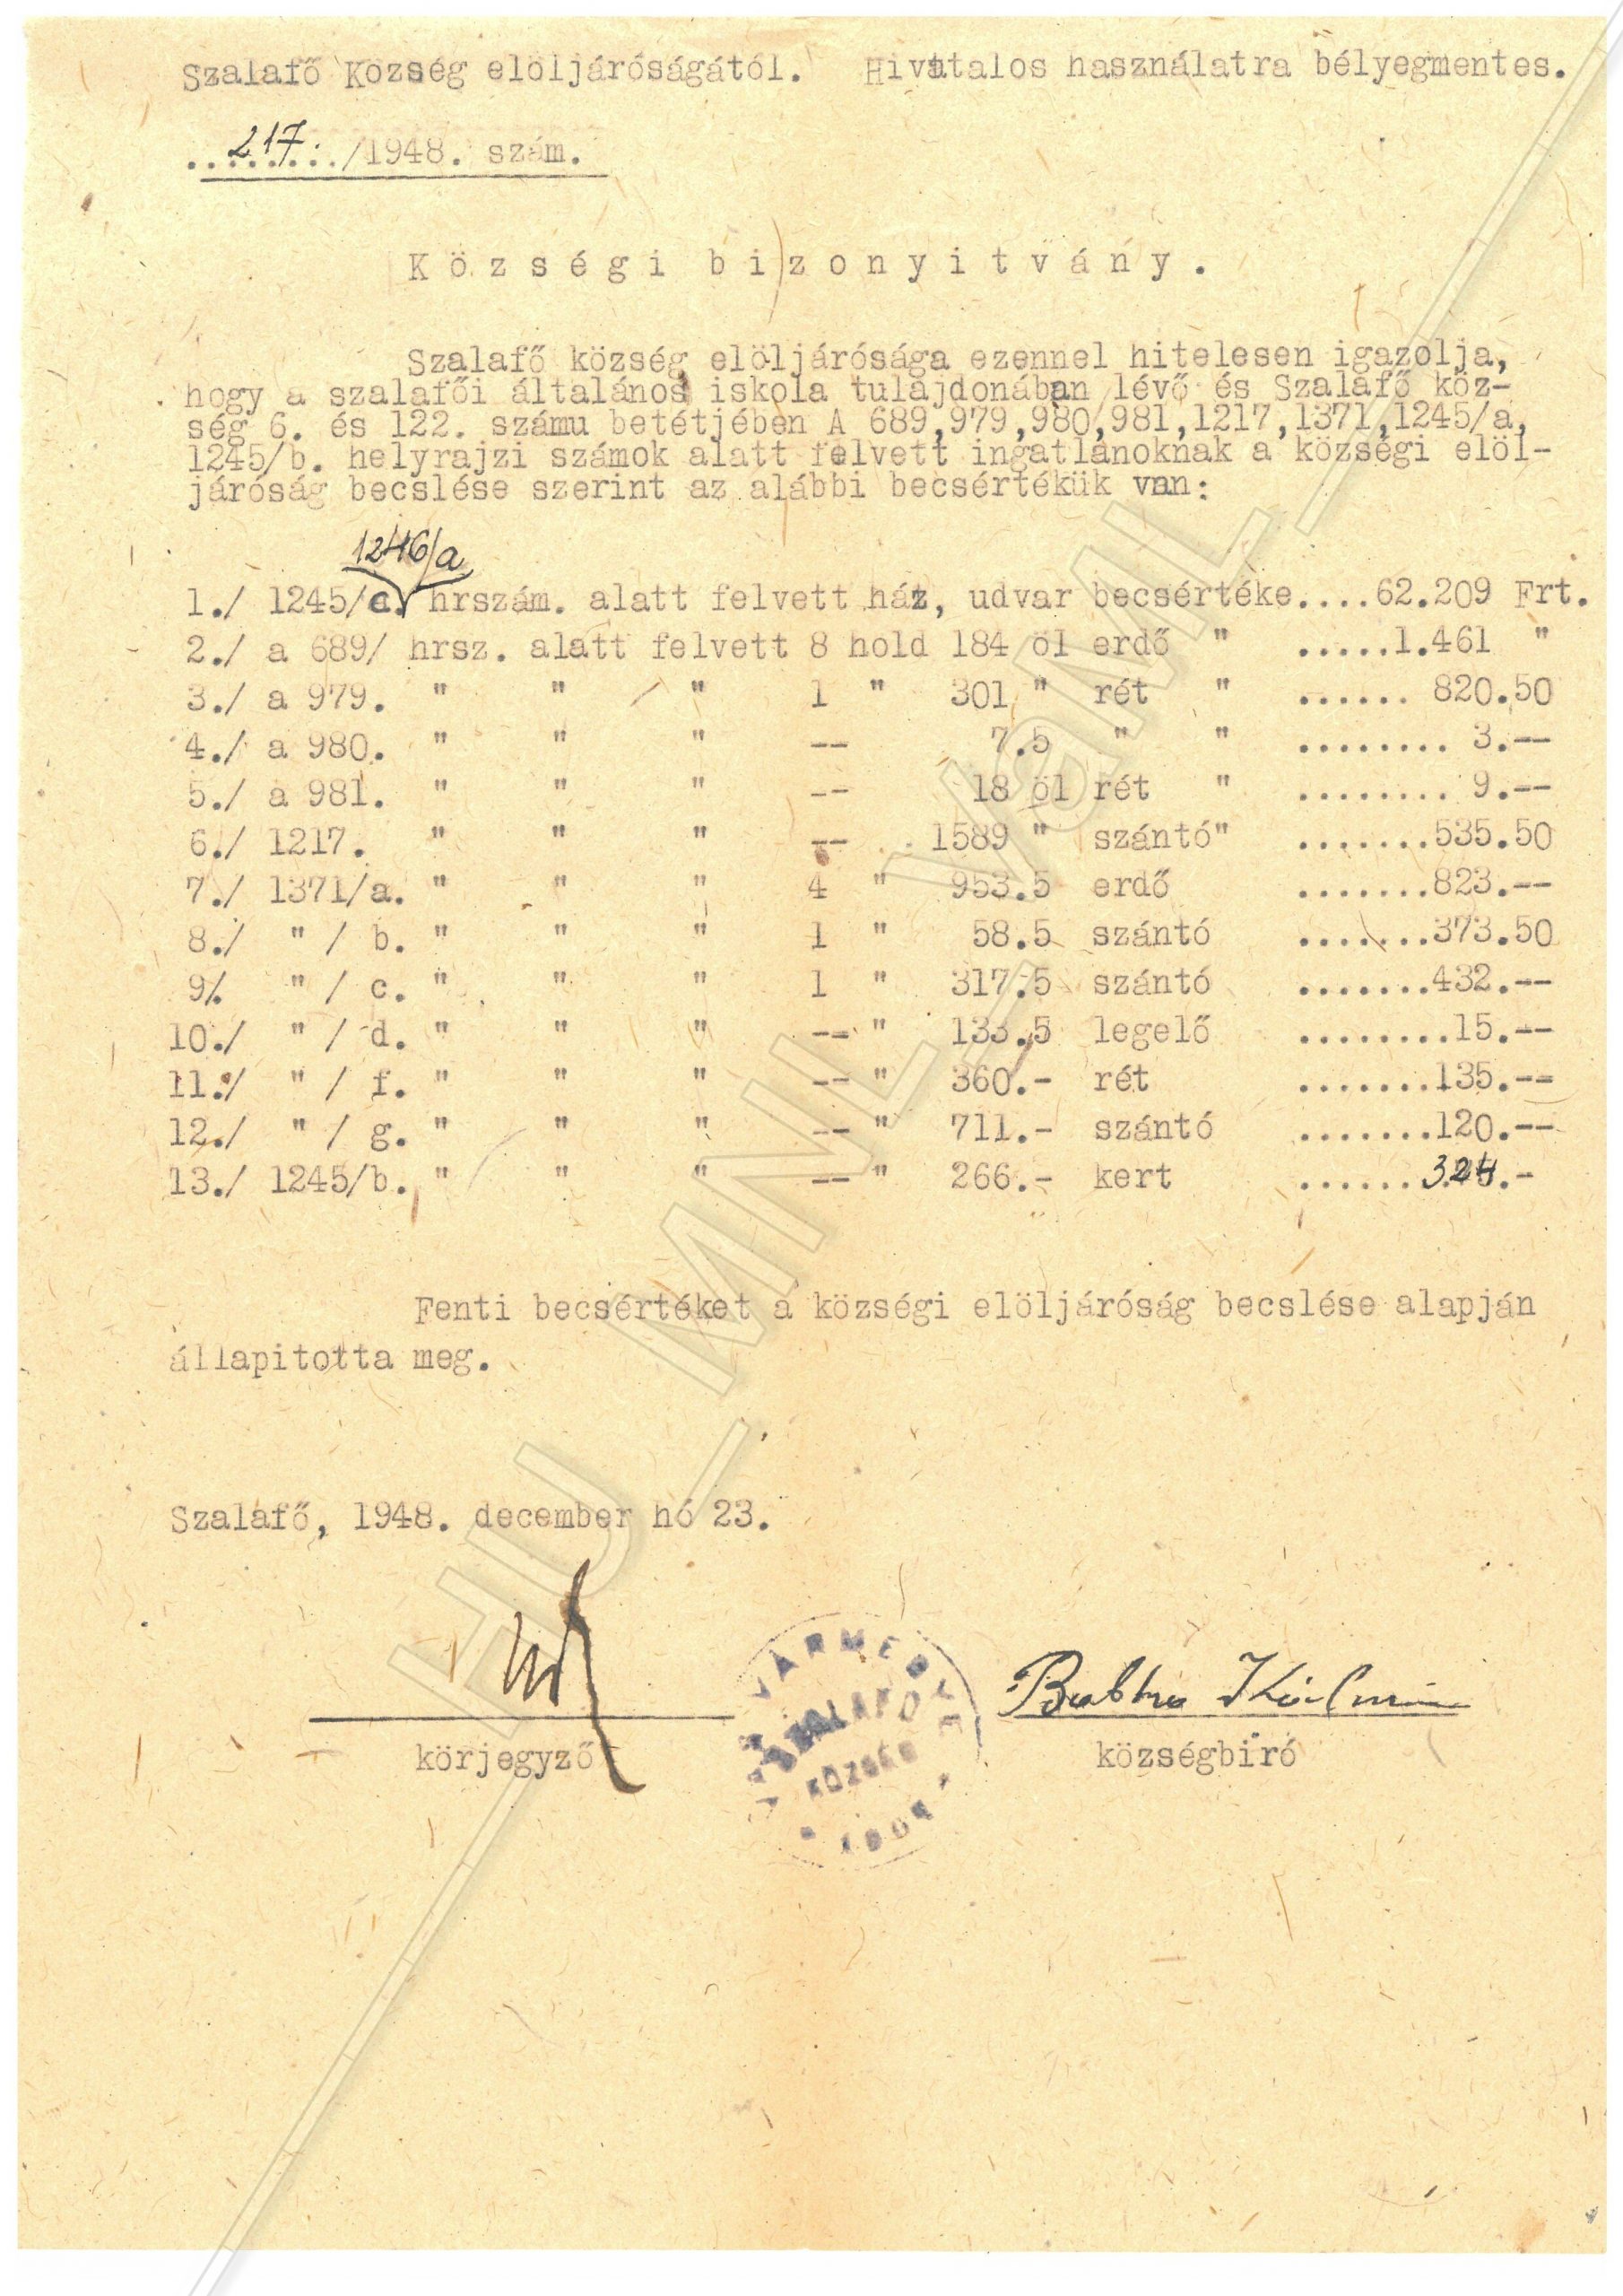 Szalafő Község elöljáróságától. Hivatalos használatra bélyegmentes.
217. /1948. szám.
Községi bizonyitvány.
Szalafő község elöljárósága ezennel hitelesen igazolja,
hogy a szalafői általános iskola tulajdonában lévő és Szalafő köz-
ség 6. és 122. számu betétjében A 689,979,980,981,1217,1371,1245/a,
1245/b. helyrajzi számok alatt felvett ingatlanoknak a községi elöl-
járóság becslése szerint az alábbi becsértékük van:
1246/a
1./ 1245/a. hrszám. alatt felvett ház, udvar becsértéke....62.209 Frt.
2./ a 689/ hrsz. alatt felvett 8 hold 184 öl erdő " .....1.461 "
3./ a 979. " " " 1 " 301 " rét " ...... 820.50
4./ a 980. " " " -- 7.5 " " ........ 3.--
5./ a 981. " " " -- 18 öl rét " ........ 9.--
6./ 1217. " " " -- 1589 " szántó" .......535.50
7./ 1371/a. " " " 4 " 953.5 erdő .......823.--
8./ " / b. " " " 1 " 58.5 szántó .......373.50
9/. " / c. " " " 1 " 317.5 szántó .......432.--
10./ " / d. " " " -- " 133.5 legelő ........15.--
11./ " / f. " " " -- " 360.- rét .......135.--
12./ " / g. " " " -- " 711.- szántó .......120.--
13./ 1245/b. " " " -- " 266.- kert ......324.-
Fenti becsértéket a községi elöljáróság becslése alapján
állapitotta meg.
Szalafő, 1948. december hó 23.
Kálmán
körjegyző községbiró
VAS VÁRMEGYE
SZALAFŐ
KÖZSÉG
HU MNL VaML